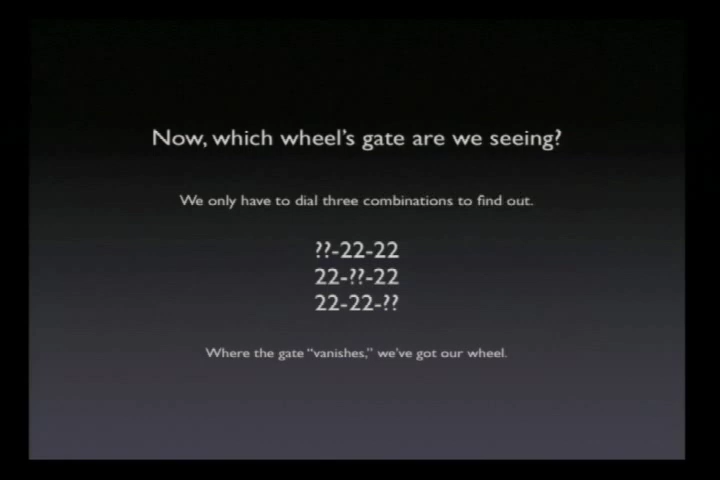 Now, which wheel's gate are we seeing?
We only have to dial three combinations to find out.
??-22-22
22-??-22
22-22-??
Where the gate “vanishes,” we've got our wheel.